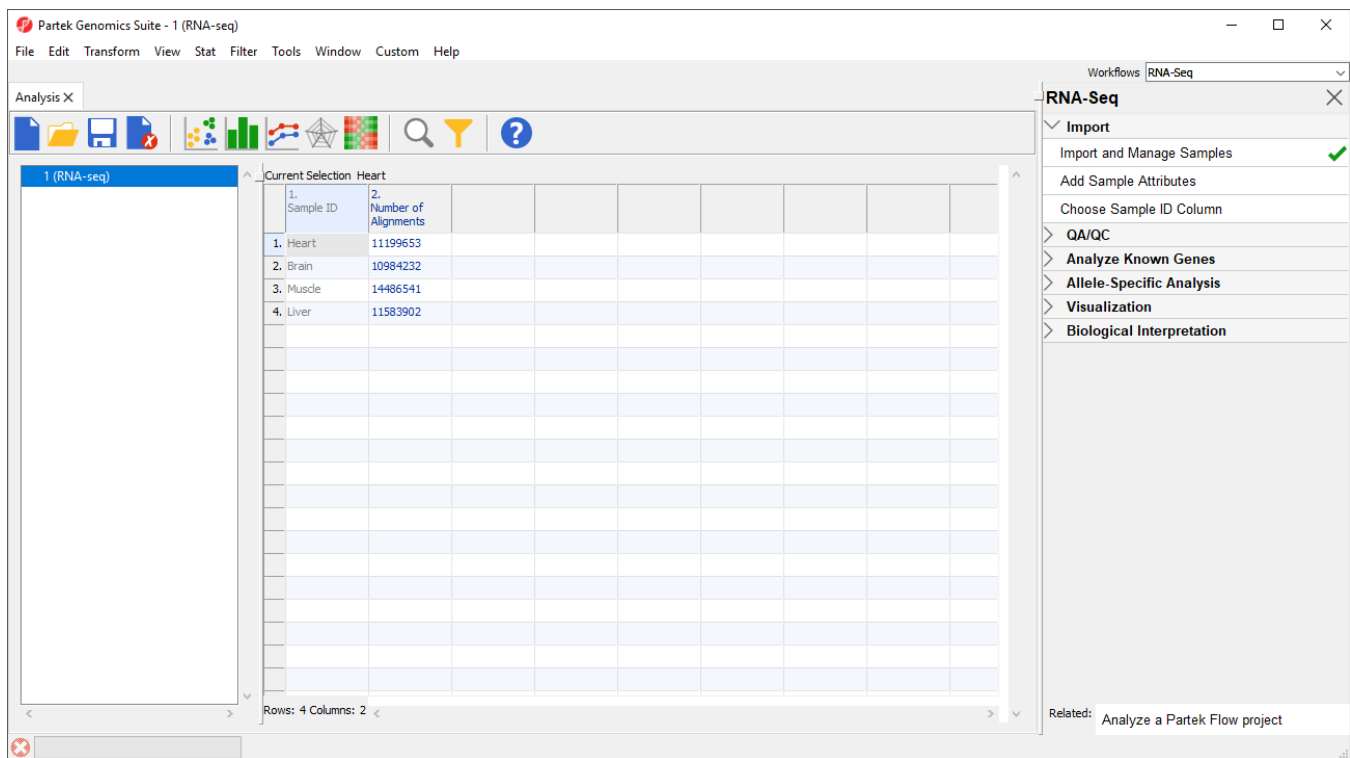 Partek Genomics Suite - 1 (RNA-seq)
File Edit Transform View Stat Filter Tools Window Custom Help
Workflows RNA-Seq
Analysis
RNA-Seq
Import
Import and Manage Samples
Add Sample Attributes
Choose Sample ID Column
QA/QC
Analyze Known Genes
Allele-Specific Analysis
Visualization
Biological Interpretation
1 (RNA-seq)
Current Selection Heart
1. Sample ID
2. Number of Alignments
1. Heart 11199653
2. Brain 10984232
3. Muscle 14486541
4. Liver 11583902
Rows: 4 Columns: 2
Related: Analyze a Partek Flow project